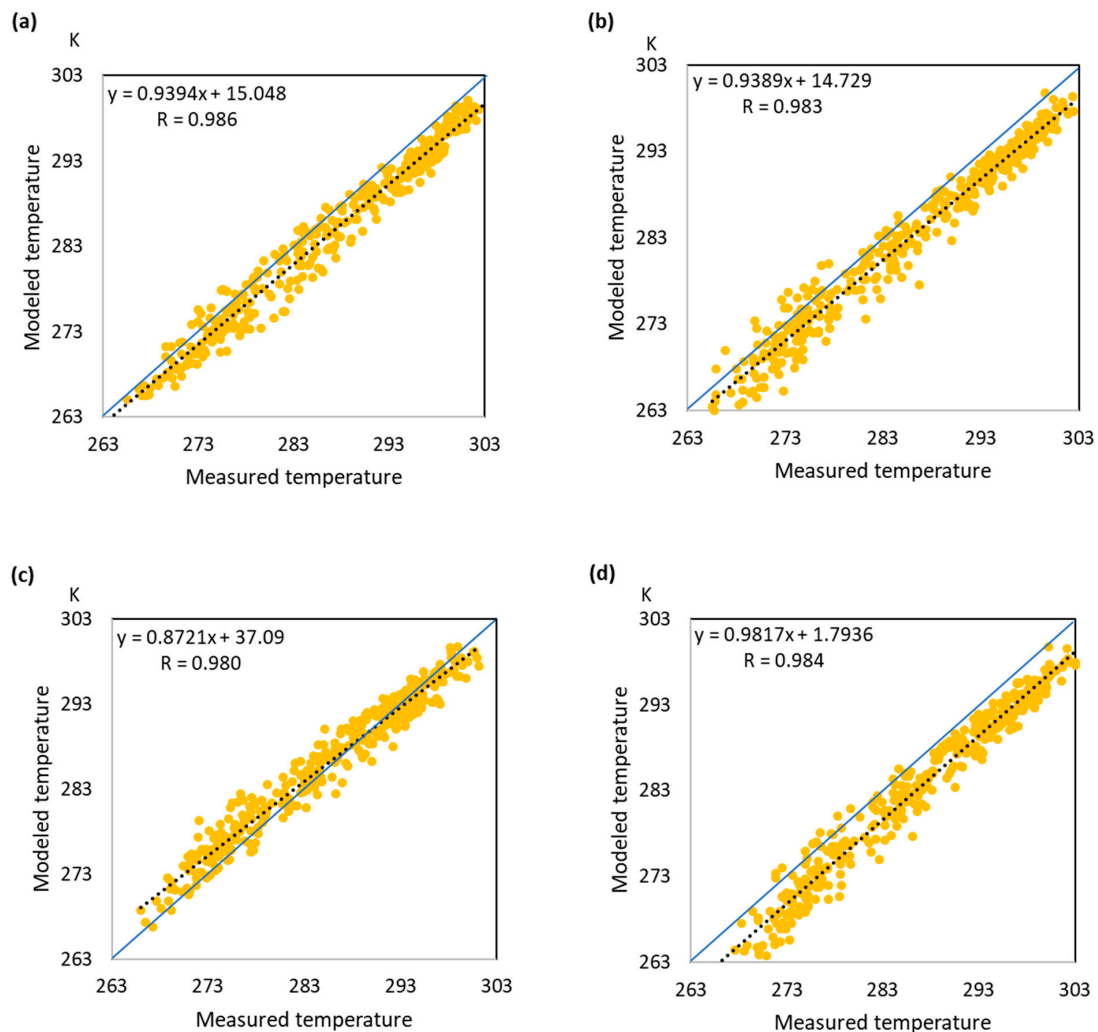 (a)
K
303
y = 0.9394x + 15.048
R = 0.986
293
283
273
263
263 273 283 293 303
Modeled temperature
Measured temperature
(b)
K
303
y = 0.9389x + 14.729
R = 0.983
293
283
273
263
263 273 283 293 303
Modeled temperature
Measured temperature
(c)
K
303
y = 0.8721x + 37.09
R = 0.980
293
283
273
263
263 273 283 293 303
Modeled temperature
Measured temperature
(d)
K
303
y = 0.9817x + 1.7936
R = 0.984
293
283
273
263
263 273 283 293 303
Modeled temperature
Measured temperature